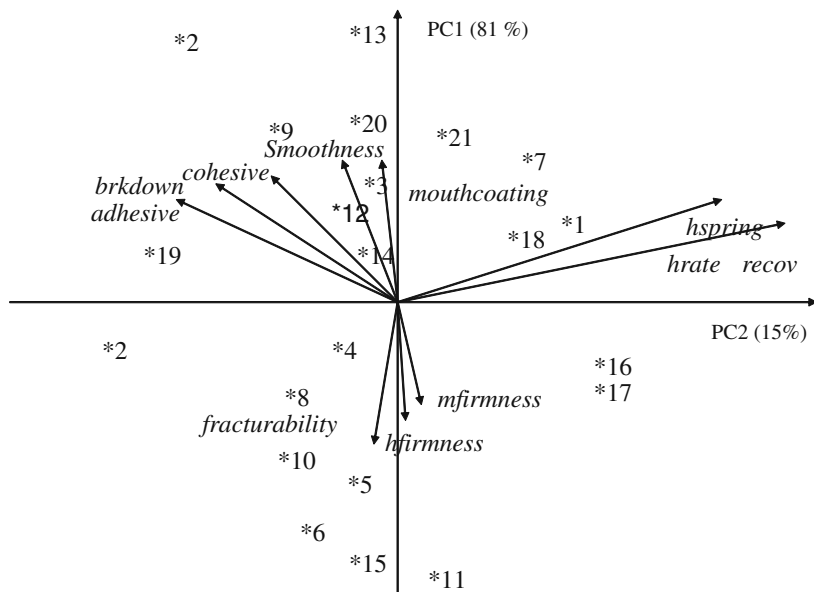 *2
*13
PC1 (81 %)
*9
*20
*21
Smoothness
*7
cohesive
*3
brkdown
mouthcoating
adhesive
*12
*1
hspring
*19
*14
*18
hrate recov
PC2 (15%)
*2
*4
*16
*8
*17
mfirmness
fracturability
hfirmness
*10
*5
*6
*15
*11